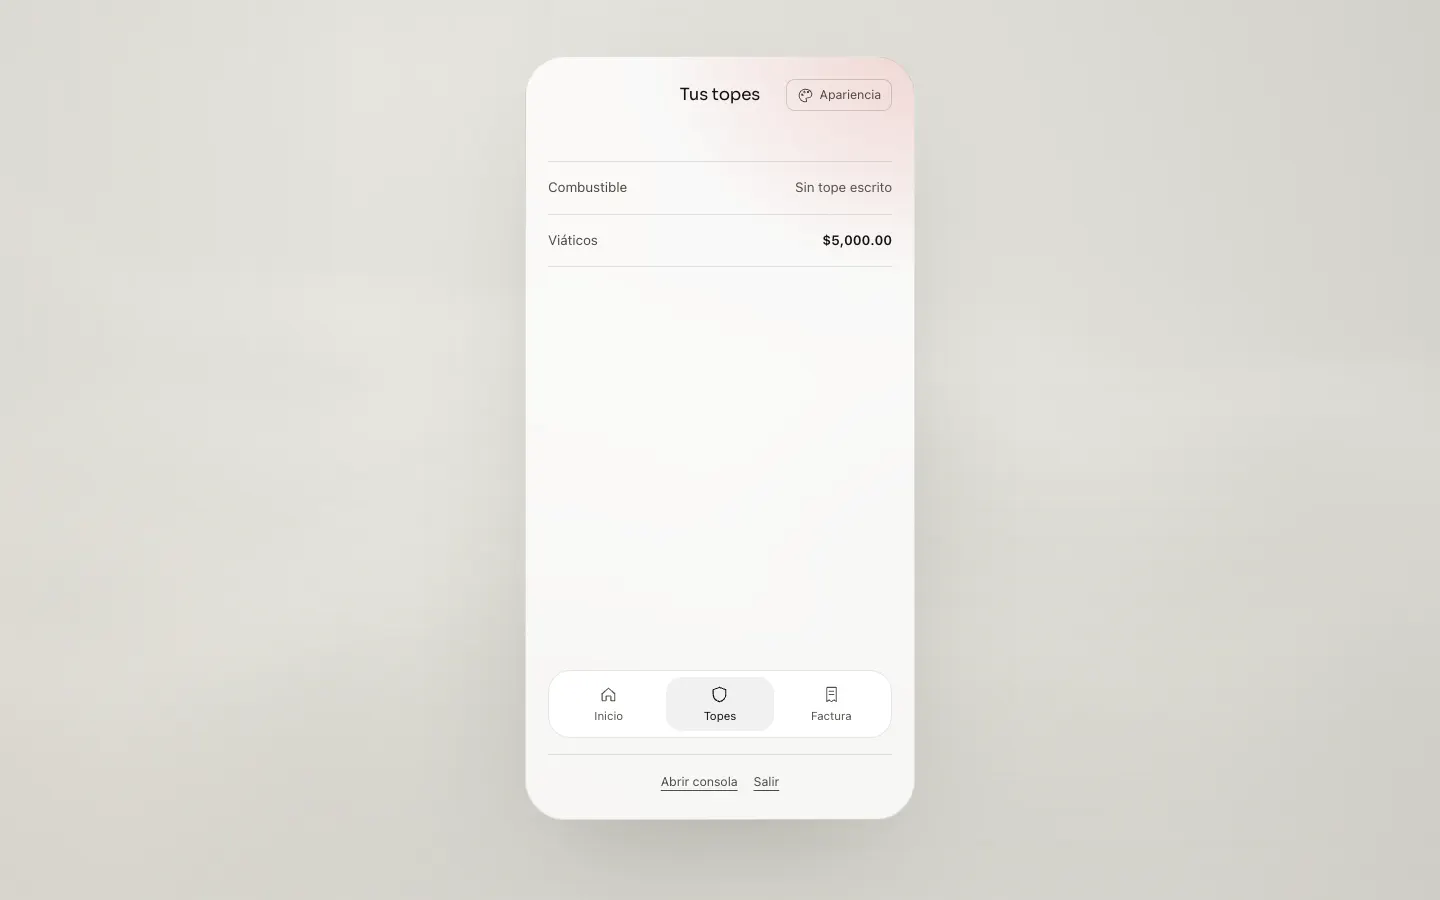 Tus topes
Apariencia
Combustible Sin tope escrito
Viáticos $5,000.00
Inicio Topes Factura
Abrir consola Salir